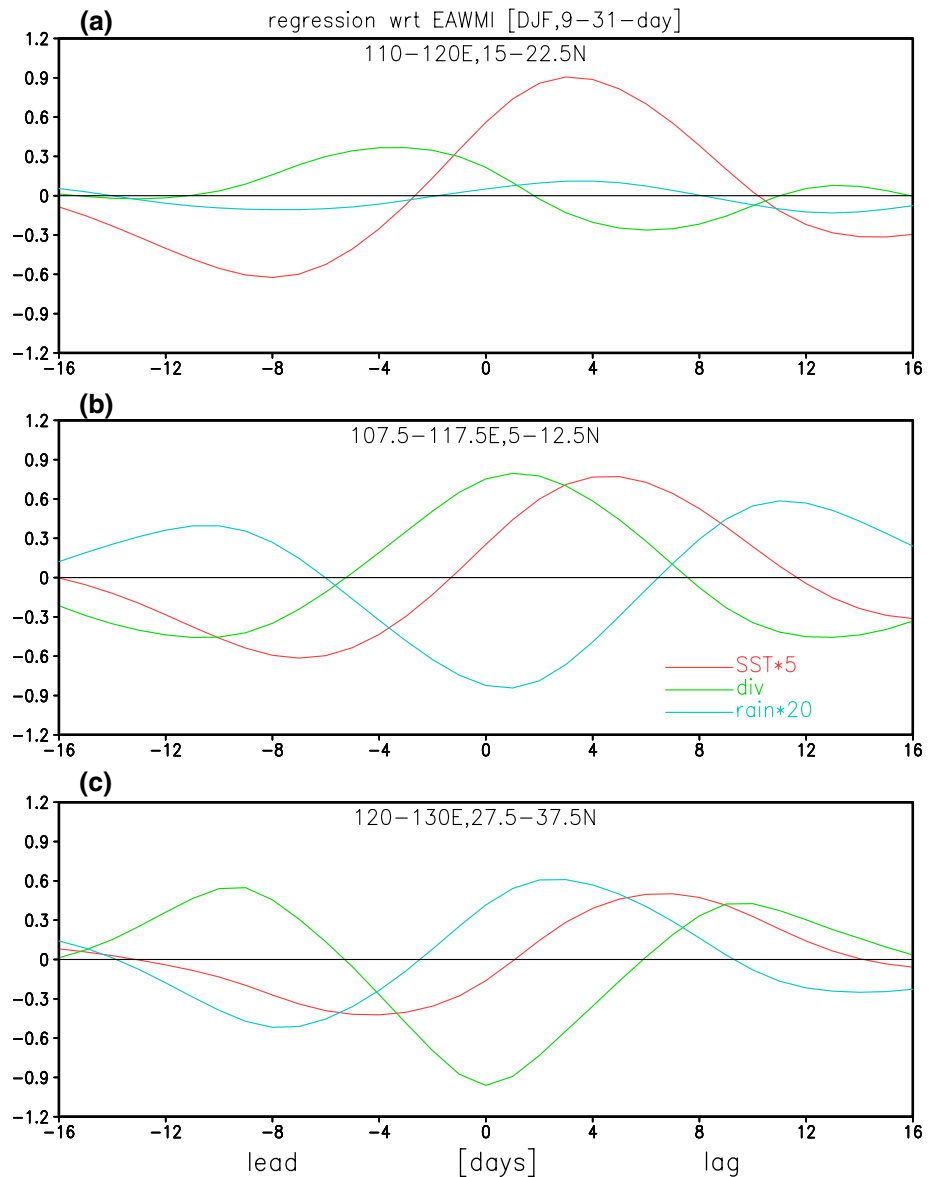 (a) regression wrt EAWMI [DJF,9−31−day]
110−120E,15−22.5N
1.2
0.9
0.6
0.3
0
−0.3
−0.6
−0.9
−1.2
−16 −12 −8 −4 0 4 8 12 16
(b)
107.5−117.5E,5−12.5N
1.2
0.9
0.6
0.3
0
−0.3
−0.6
−0.9
−1.2
SST*5
div
rain*20
−16 −12 −8 −4 0 4 8 12 16
(c)
120−130E,27.5−37.5N
1.2
0.9
0.6
0.3
0
−0.3
−0.6
−0.9
−1.2
−16 −12 −8 −4 0 4 8 12 16
lead [days] lag